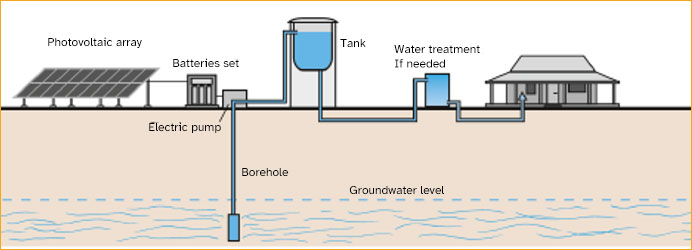 Photovoltaic array
Batteries set
Tank
Water treatment
If needed
Electric pump
Borehole
Groundwater level